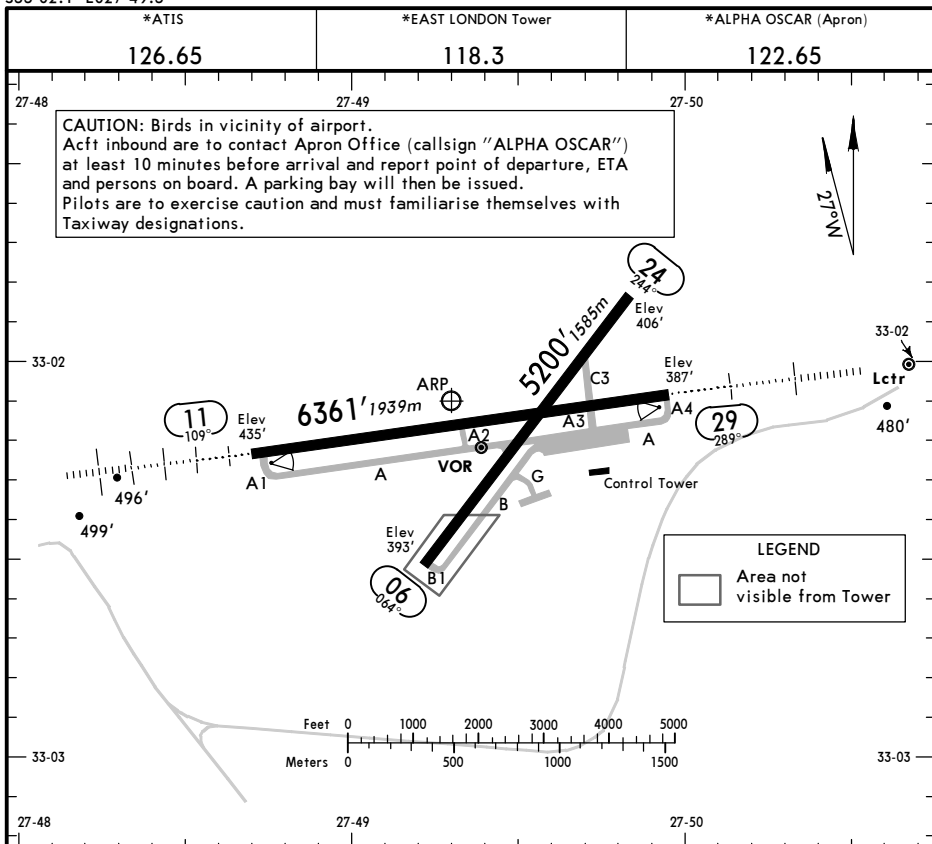 *ATIS
126.65
*EAST LONDON Tower
118.3
*ALPHA OSCAR (Apron)
122.65
27-48
27-49
27-50
CAUTION: Birds in vicinity of airport.
Acft inbound are to contact Apron Office (callsign "ALPHA OSCAR")
at least 10 minutes before arrival and report point of departure, ETA
and persons on board. A parking bay will then be issued.
Pilots are to exercise caution and must familiarise themselves with
Taxiway designations.
27°W
24
244°
Elev
406'
5200' 1585m
33-02
33-02
Lctr
480'
ARP
C3
Elev
387'
11
109°
Elev
435'
6361' 1939m
A3
A4
29
289°
A2
A
A
VOR
A1
G
Control Tower
496'
499'
B
Elev
393'
B1
06
064°
LEGEND
Area not
visible from Tower
Feet 0 1000 2000 3000 4000 5000
Meters 0 500 1000 1500
33-03
33-03
27-48
27-49
27-50